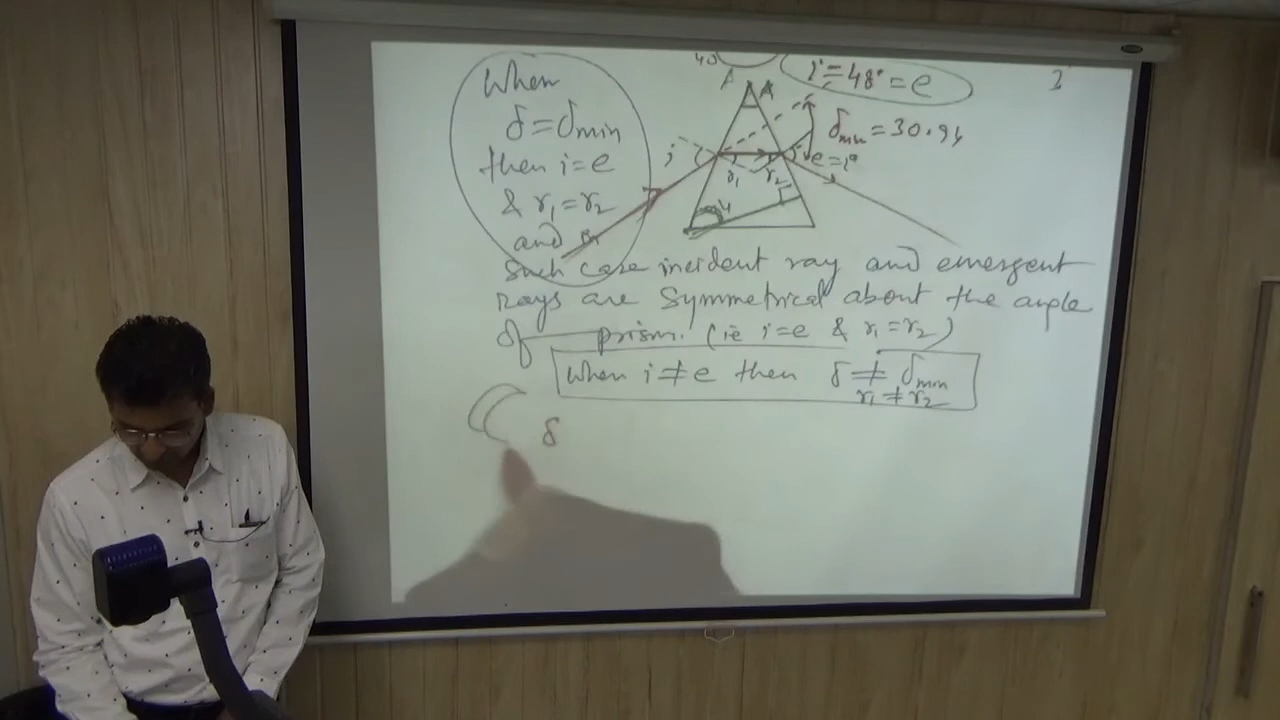 When
δ = δmin
then i = e
& r₁ = r₂
and
40
i = 48° = e
A A
δmin = 30.94
i
e = i°
r₁ r₂
such case incident ray and emergent
rays are symmetrical about the angle
of prism. (ie i = e & r₁ = r₂)
When i ≠ e then δ ≠ δmin
r₁ ≠ r₂
δ